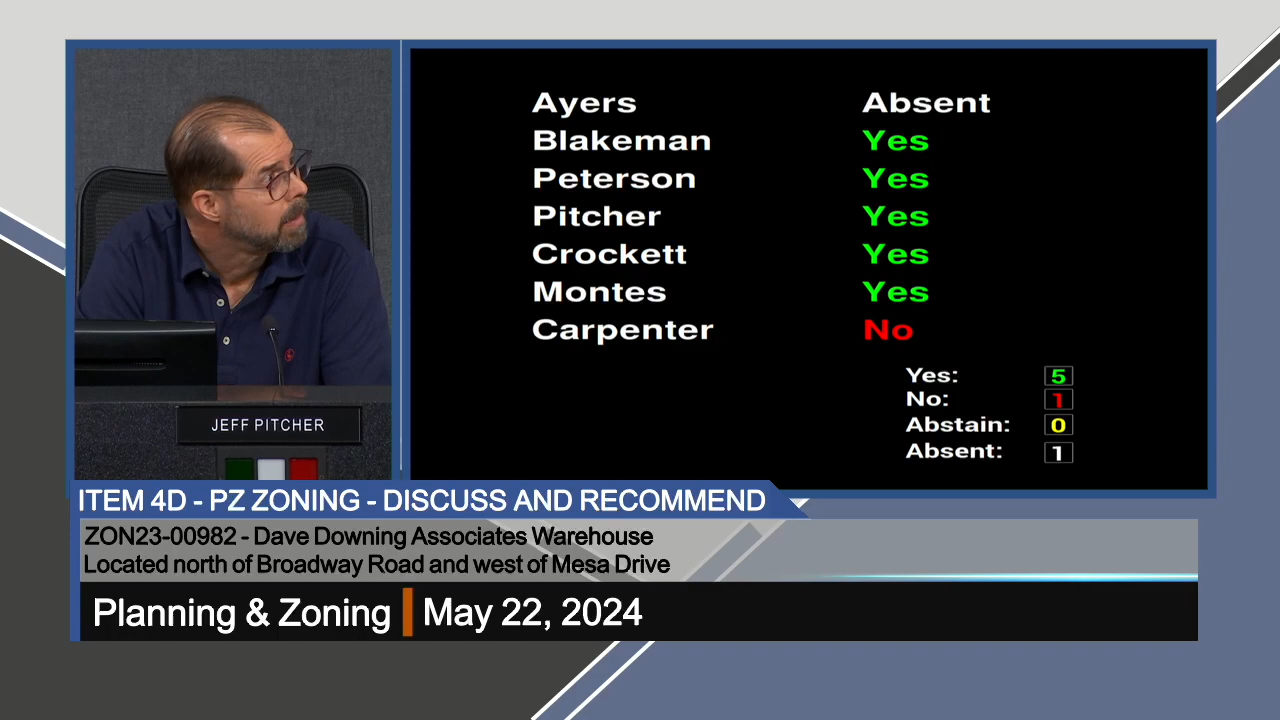 Ayers Absent
Blakeman Yes
Peterson Yes
Pitcher Yes
Crockett Yes
Montes Yes
Carpenter No
Yes: 5
No: 1
Abstain: 0
Absent: 1
JEFF PITCHER
ITEM 4D - PZ ZONING - DISCUSS AND RECOMMEND
ZON23-00982 - Dave Downing Associates Warehouse
Located north of Broadway Road and west of Mesa Drive
Planning & Zoning May 22, 2024